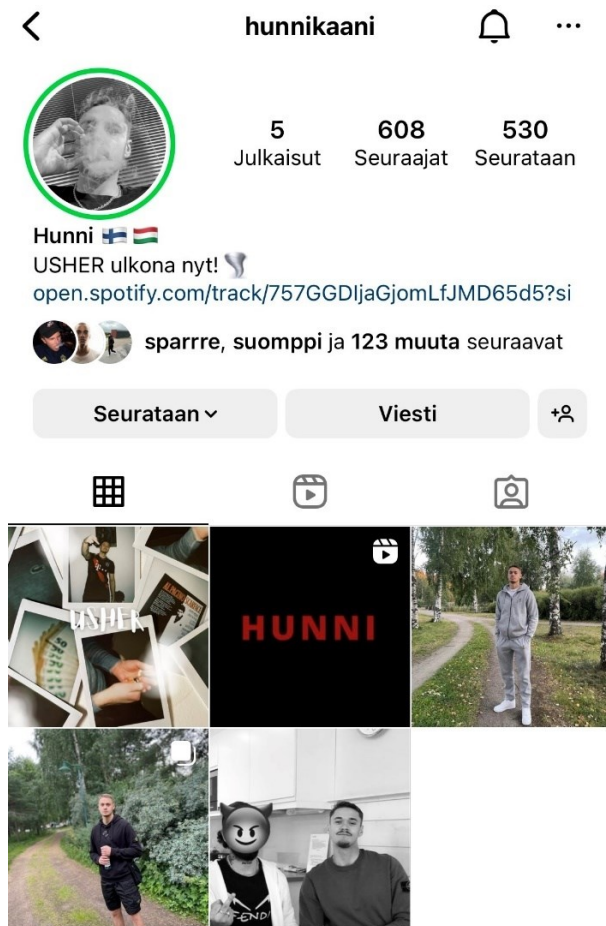 hunnikaani
5
608
530
Julkaisut
Seuraajat
Seurataan
Hunni 🇫🇮 🇭🇺
USHER ulkona nyt! 🌪️
open.spotify.com/track/757GGDIjaGjomLfJMD65d5?si
sparrre, suomppi ja 123 muuta seuraavat
Seurataan
Viesti
USHER
50
HUNNI
FENDI